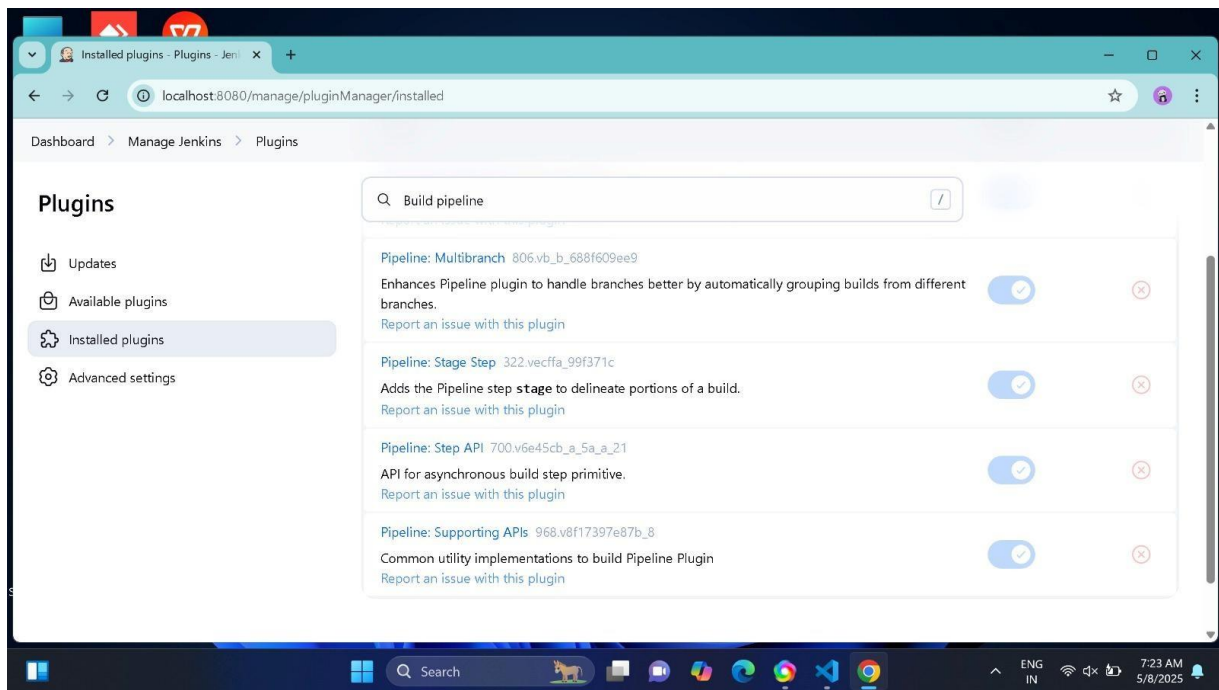 Installed plugins - Plugins - Jen
localhost:8080/manage/pluginManager/installed
Dashboard > Manage Jenkins > Plugins
Plugins
Build pipeline /
Updates
Available plugins
Installed plugins
Advanced settings
Pipeline: Multibranch 806.vb_b_688f609ee9
Enhances Pipeline plugin to handle branches better by automatically grouping builds from different
branches.
Report an issue with this plugin
Pipeline: Stage Step 322.vecffa_99f371c
Adds the Pipeline step stage to delineate portions of a build.
Report an issue with this plugin
Pipeline: Step API 700.v6e45cb_a_5a_a_21
API for asynchronous build step primitive.
Report an issue with this plugin
Pipeline: Supporting APIs 968.v8f17397e87b_8
Common utility implementations to build Pipeline Plugin
Report an issue with this plugin
Search
ENG
IN
7:23 AM
5/8/2025